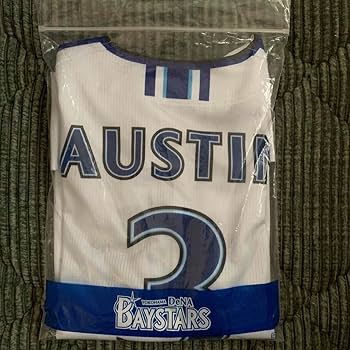 AUSTI
3
YOKOHAMA DeNA
BAYSTARS